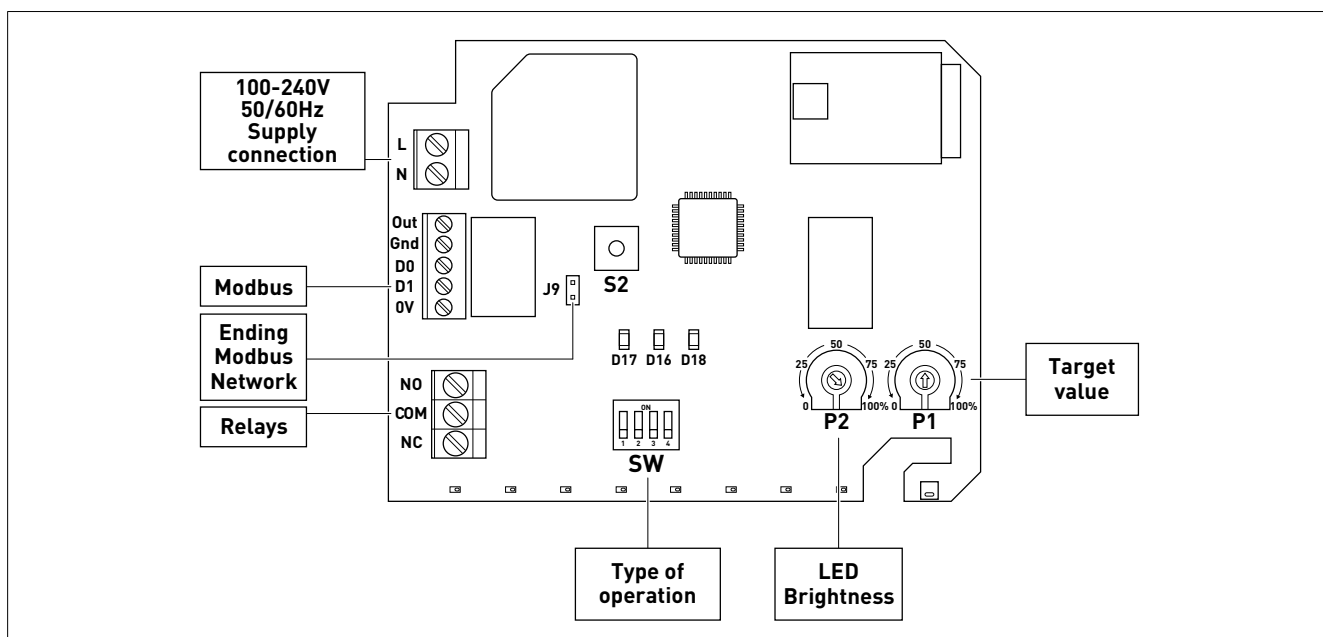 100-240V
50/60Hz
Supply
connection
L
N
Out
Gnd
D0
D1
0V
Modbus
J9
S2
Ending
Modbus
Network
D17 D16 D18
NO
COM
NC
Relays
ON
1 2 3 4
SW
0 25 50 75 100%
P2
0 25 50 75 100%
P1
Target
value
Type of
operation
LED
Brightness